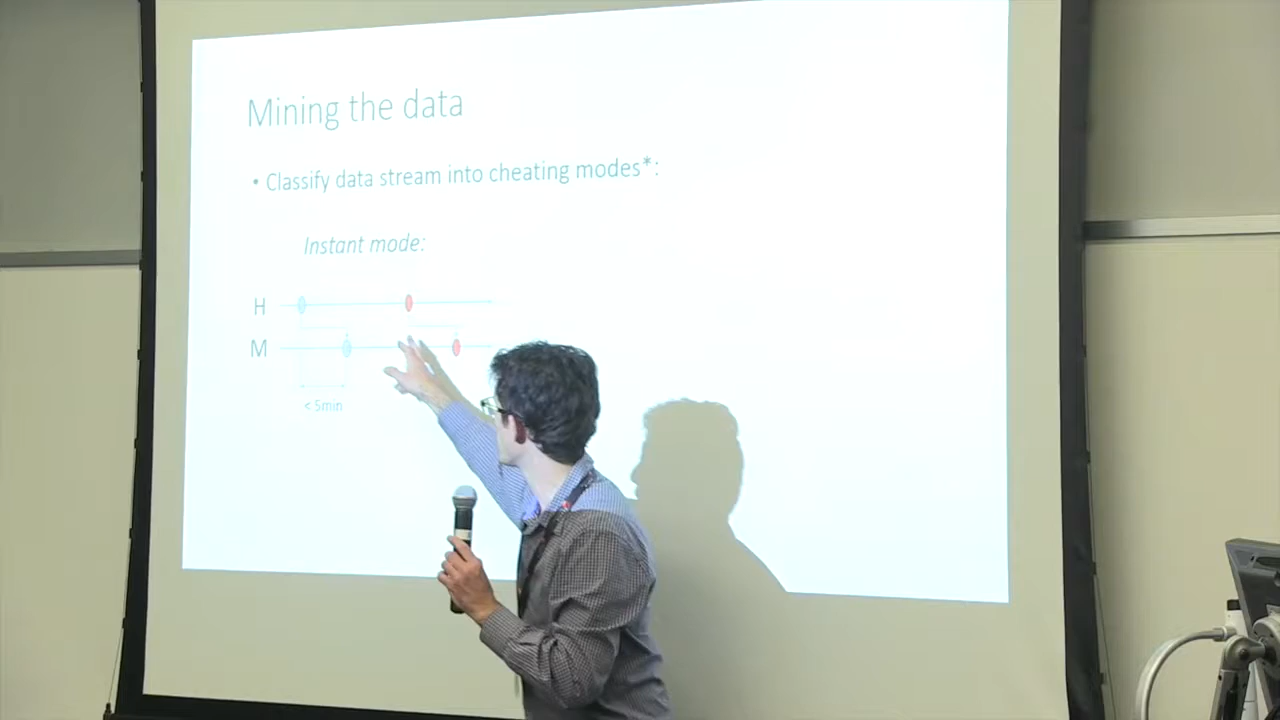 Mining the data
• Classify data stream into cheating modes*:
Instant mode:
H
M
< 5min